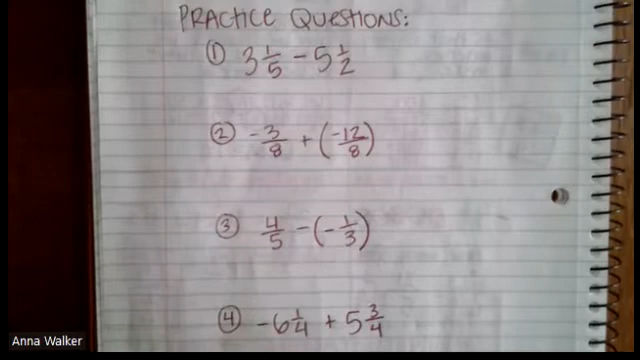 PRACTICE QUESTIONS:
① 3 1/5 - 5 1/2
② -3/8 + (-12/8)
③ 4/5 - (-1/3)
④ -6 1/4 + 5 3/4
Anna Walker